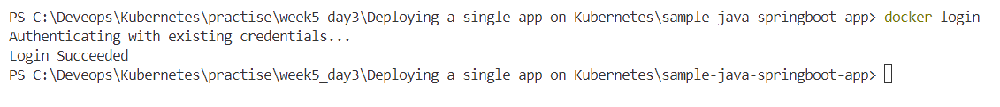 PS C:\Deveops\Kubernetes\practise\week5_day3\Deploying a single app on Kubernetes\sample-java-springboot-app> docker login
Authenticating with existing credentials...
Login Succeeded
PS C:\Deveops\Kubernetes\practise\week5_day3\Deploying a single app on Kubernetes\sample-java-springboot-app>